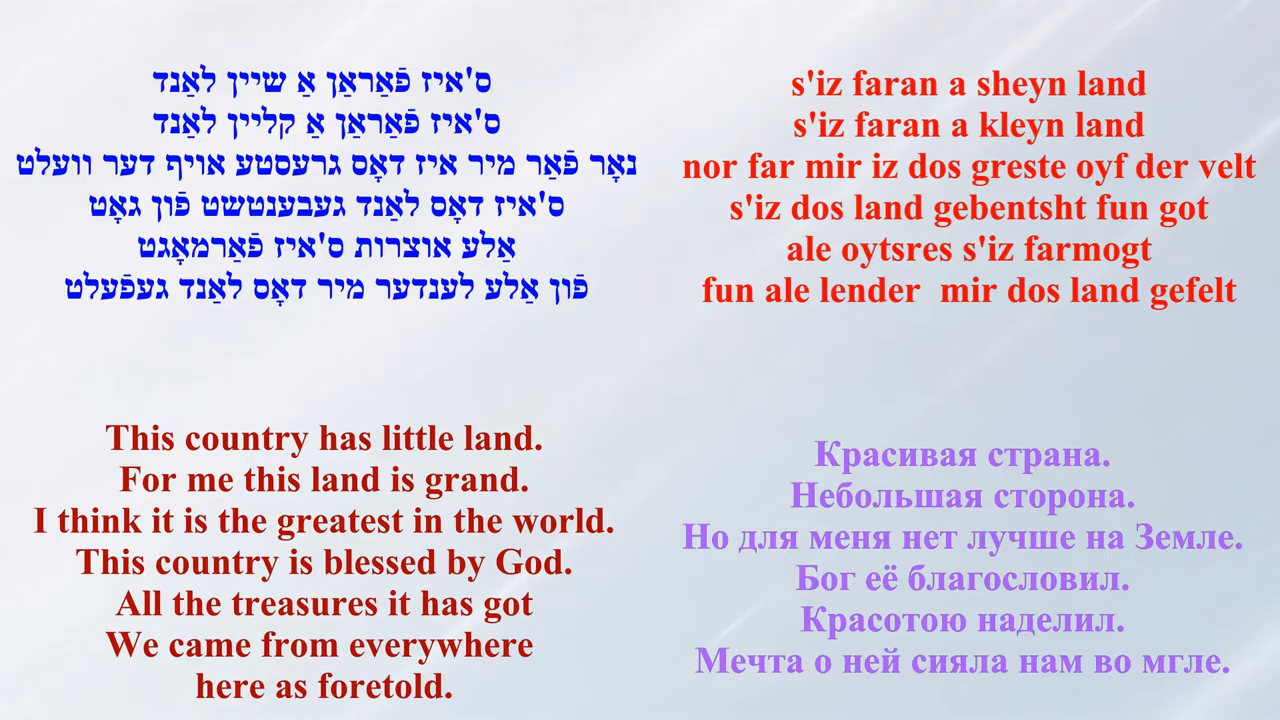 ס'איז פֿאַראַן אַ שיין לאַנד
ס'איז פֿאַראַן אַ קליין לאַנד
נאָר פֿאַר מיר איז דאָס גרעסטע אויף דער וועלט
ס'איז דאָס לאַנד געבענטשט פֿון גאָט
אַלע אוצרות ס'איז פֿאַרמאָגט
פֿון אַלע לענדער מיר דאָס לאַנד געפֿעלט
s'iz faran a sheyn land
s'iz faran a kleyn land
nor far mir iz dos greste oyf der velt
s'iz dos land gebentsht fun got
ale oytsres s'iz farmogt
fun ale lender  mir dos land gefelt
This country has little land.
For me this land is grand.
I think it is the greatest in the world.
This country is blessed by God.
All the treasures it has got
We came from everywhere
here as foretold.
Красивая страна.
Небольшая сторона.
Но для меня нет лучше на Земле.
Бог её благословил.
Красотою наделил.
Мечта о ней сияла нам во мгле.